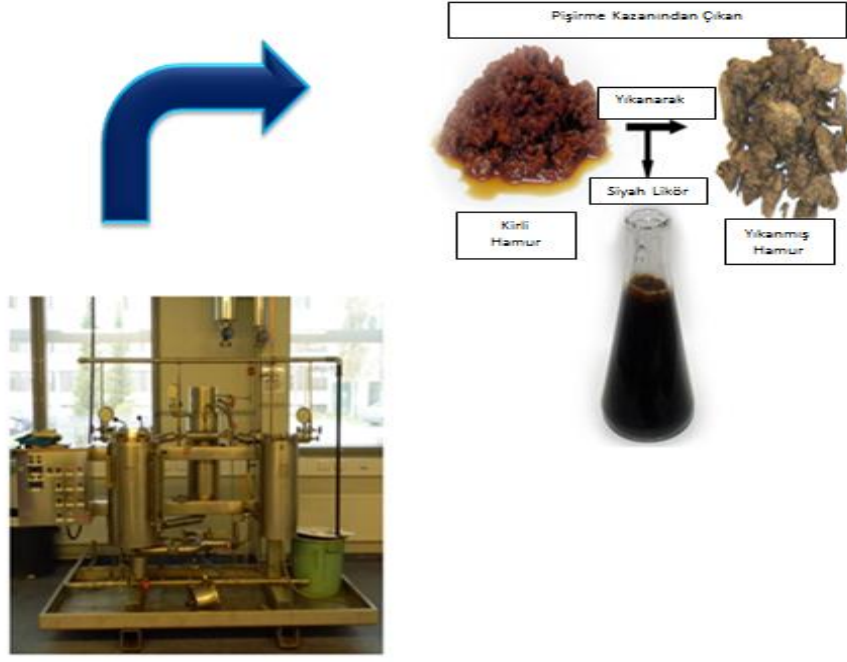 Pişirme Kazanından Çıkan
Yıkanarak
Siyah Likör
Kirli
Hamur
Yıkanmış
Hamur